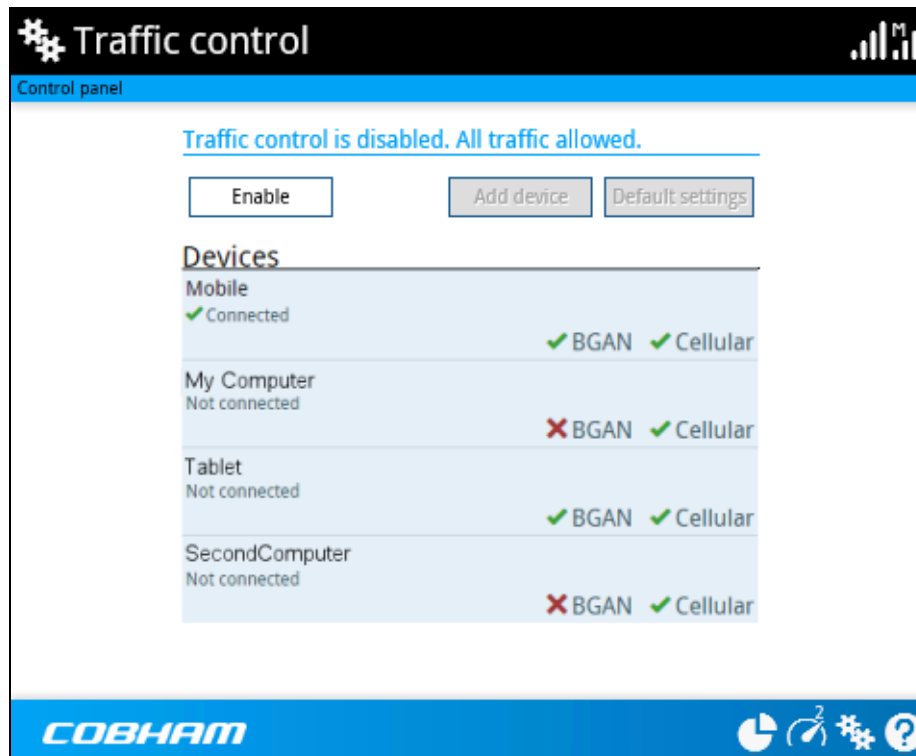 Traffic control
M
Control panel
Traffic control is disabled. All traffic allowed.
Enable
Add device
Default settings
Devices
Mobile
Connected
BGAN Cellular
My Computer
Not connected
BGAN Cellular
Tablet
Not connected
BGAN Cellular
SecondComputer
Not connected
BGAN Cellular
COBHAM
2
?